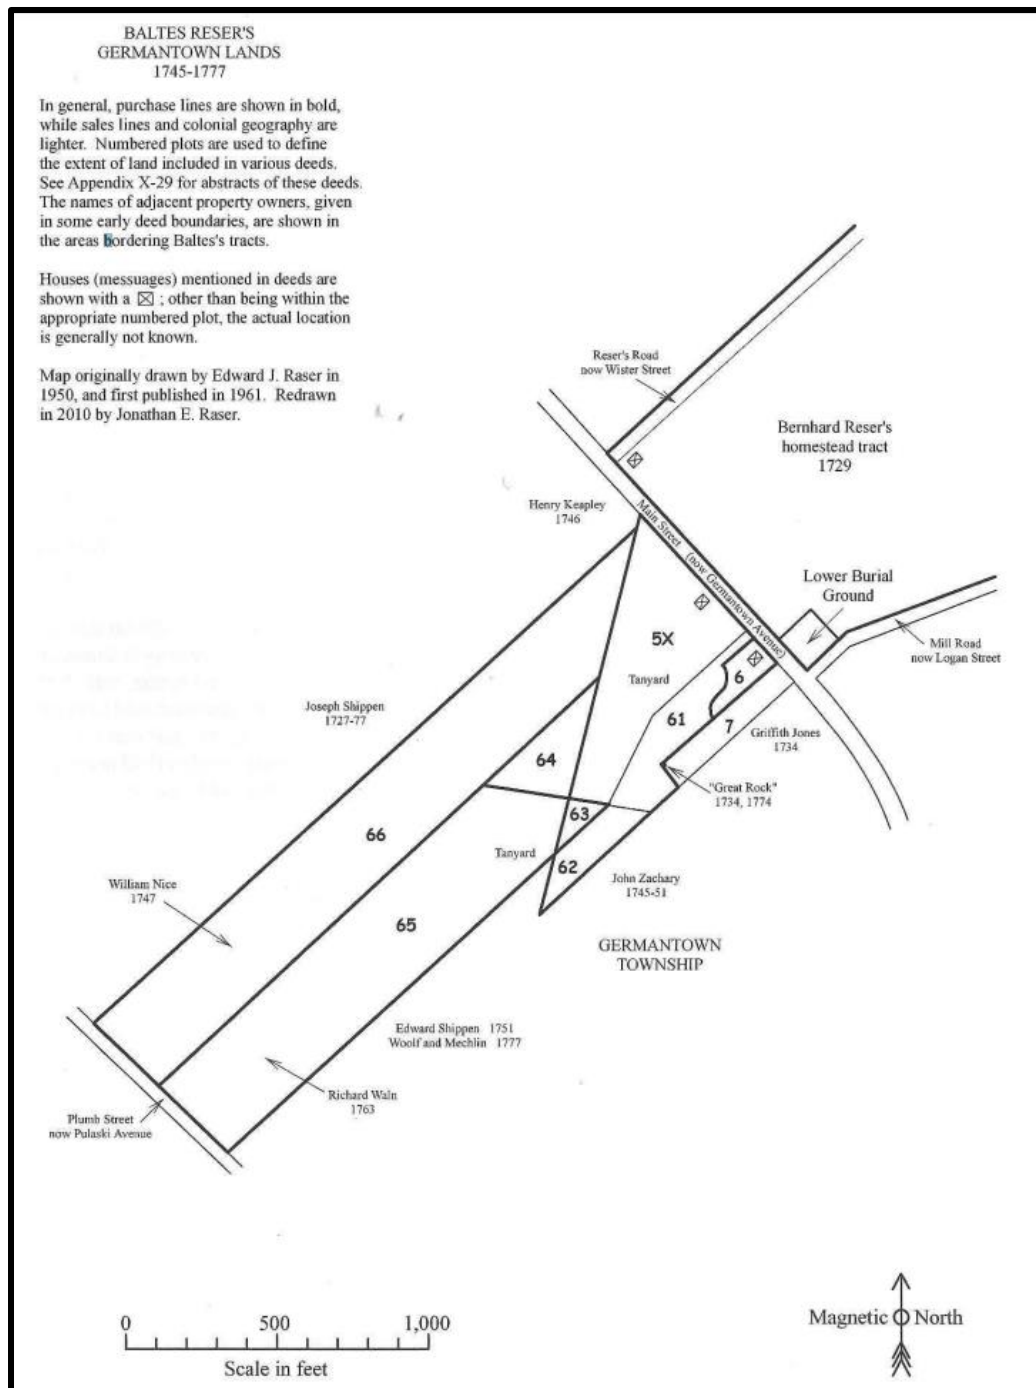 BALTES RESER'S
GERMANTOWN LANDS
1745-1777
In general, purchase lines are shown in bold,
while sales lines and colonial geography are
lighter. Numbered plots are used to define
the extent of land included in various deeds.
See Appendix X-29 for abstracts of these deeds.
The names of adjacent property owners, given
in some early deed boundaries, are shown in
the areas bordering Baltes's tracts.
Houses (messuages) mentioned in deeds are
shown with a ☒ ; other than being within the
appropriate numbered plot, the actual location
is generally not known.
Map originally drawn by Edward J. Raser in
1950, and first published in 1961. Redrawn
in 2010 by Jonathan E. Raser.
Reser's Road
now Wister Street
Bernhard Reser's
homestead tract
1729
Henry Keapley
1746
Main Street (now Germantown Avenue)
Lower Burial
Ground
Mill Road
now Logan Street
5X
Tanyard
6
61
7
Griffith Jones
1734
Joseph Shippen
1727-77
64
"Great Rock"
1734, 1774
63
66
Tanyard
62
John Zachary
1745-51
William Nice
1747
65
GERMANTOWN
TOWNSHIP
Edward Shippen 1751
Woolf and Mechlin 1777
Richard Waln
1763
Plumb Street
now Pulaski Avenue
0 500 1,000
Scale in feet
Magnetic North